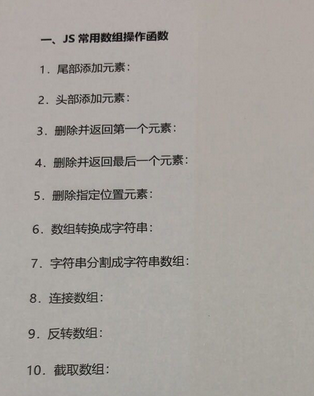 一、JS 常用数组操作函数
1. 尾部添加元素：
2. 头部添加元素：
3. 删除并返回第一个元素：
4. 删除并返回最后一个元素：
5. 删除指定位置元素：
6. 数组转换成字符串：
7. 字符串分割成字符串数组：
8. 连接数组：
9. 反转数组：
10. 截取数组：